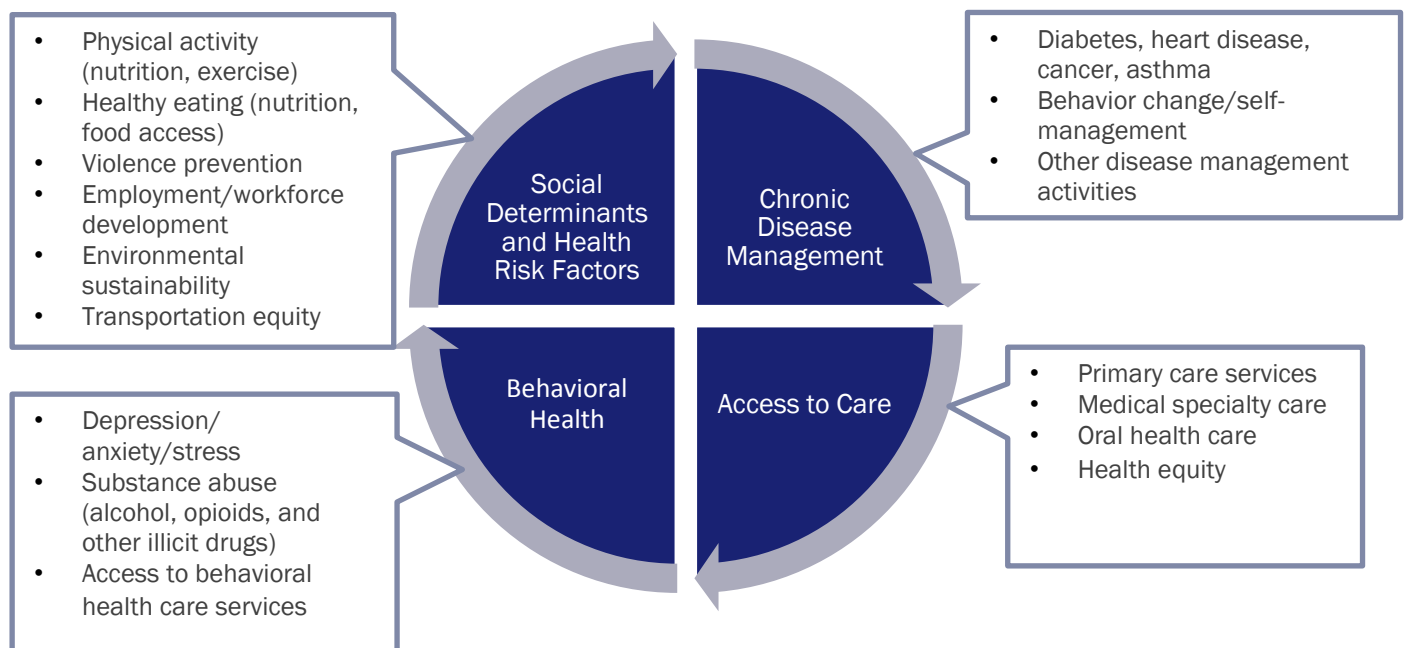 • Physical activity
(nutrition, exercise)
• Healthy eating (nutrition,
food access)
• Violence prevention
• Employment/workforce
development
• Environmental
sustainability
• Transportation equity
Social
Determinants
and Health
Risk Factors
Chronic
Disease
Management
• Diabetes, heart disease,
cancer, asthma
• Behavior change/self-
management
• Other disease management
activities
• Depression/
anxiety/stress
• Substance abuse
(alcohol, opioids, and
other illicit drugs)
• Access to behavioral
health care services
Behavioral
Health
Access to Care
• Primary care services
• Medical specialty care
• Oral health care
• Health equity